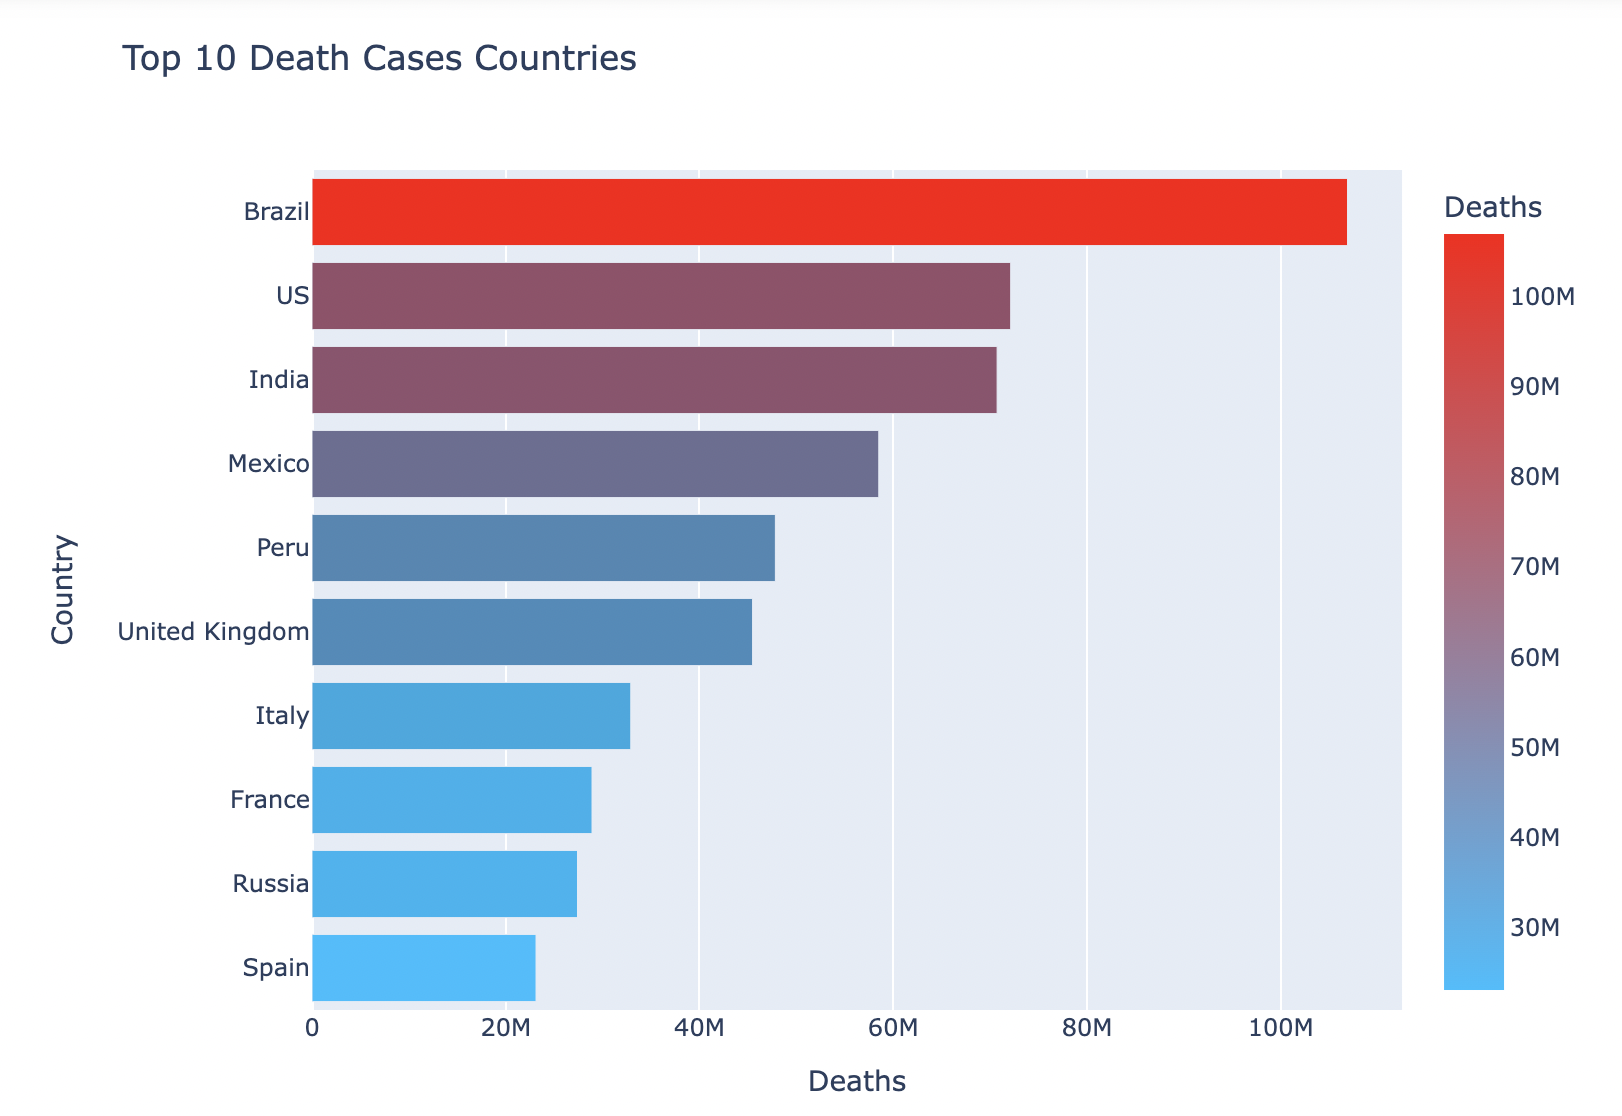 Top 10 Death Cases Countries
Brazil
US
India
Mexico
Peru
United Kingdom
Italy
France
Russia
Spain
Country
0
20M
40M
60M
80M
100M
Deaths
Deaths
100M
90M
80M
70M
60M
50M
40M
30M